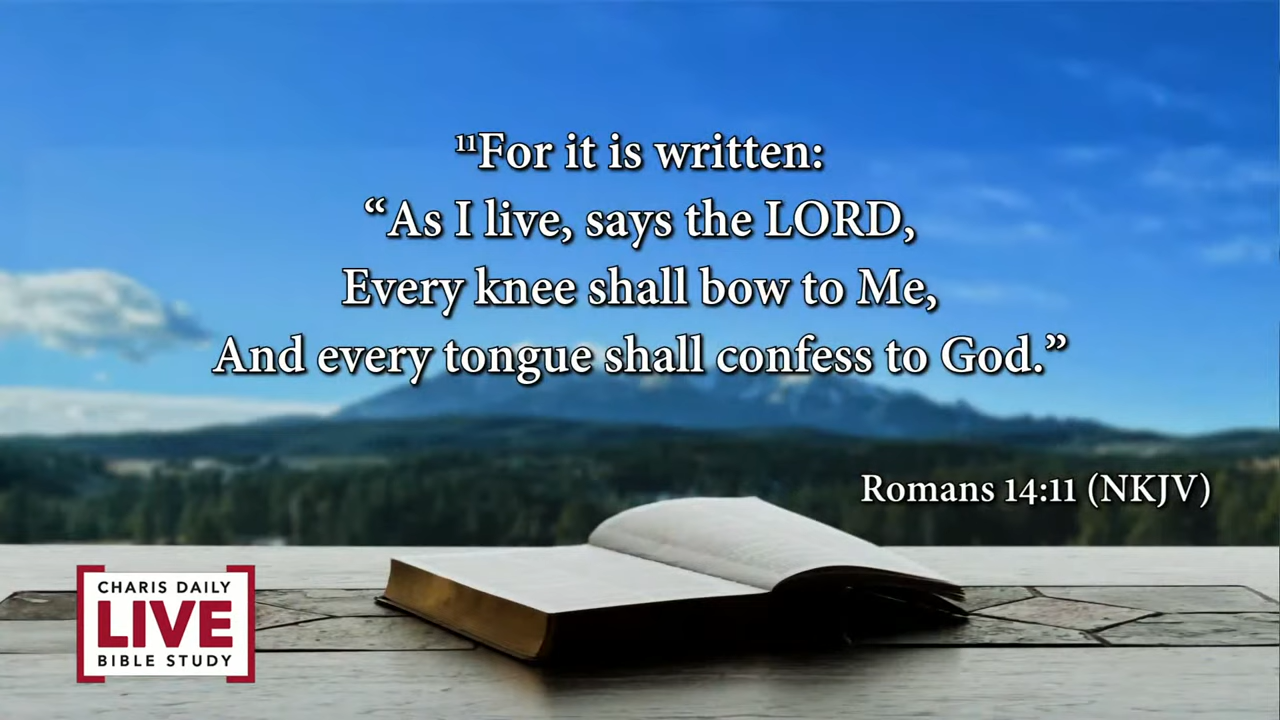 ¹¹For it is written:
“As I live, says the LORD,
Every knee shall bow to Me,
And every tongue shall confess to God.”
Romans 14:11 (NKJV)
CHARIS DAILY
LIVE
BIBLE STUDY